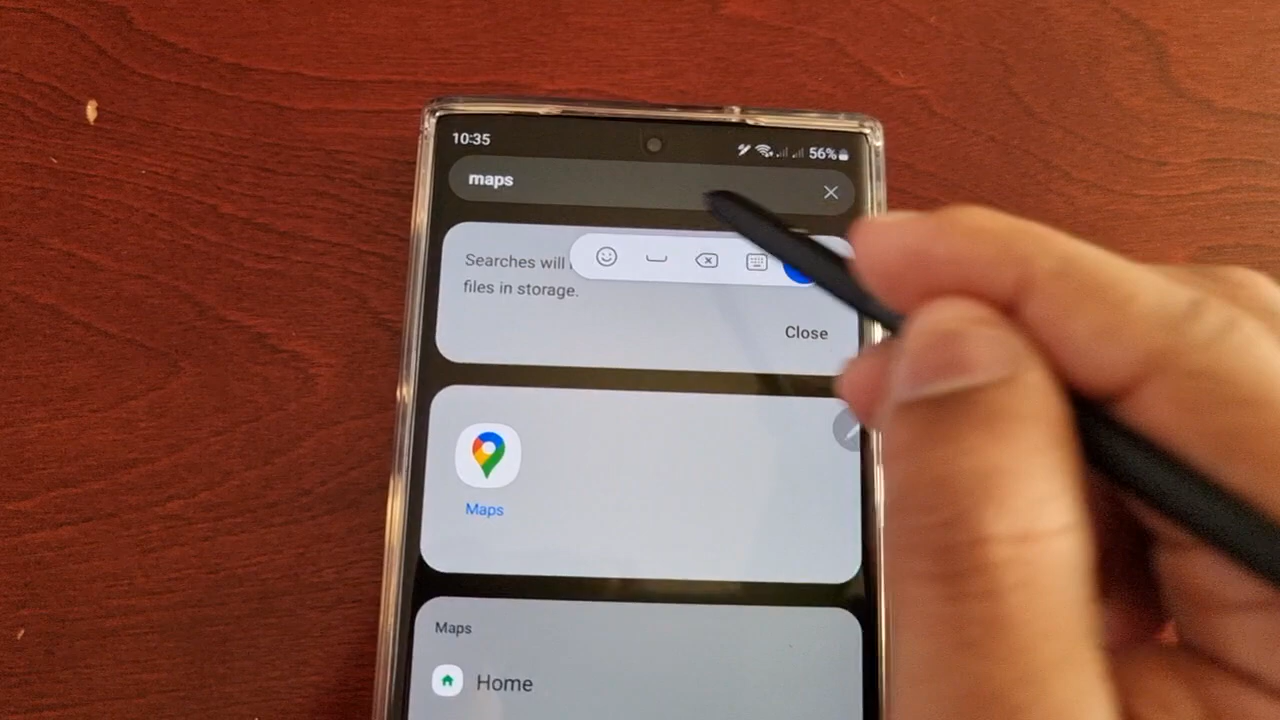 10:35
56%
maps
Searches will
files in storage.
Close
Maps
Maps
Home